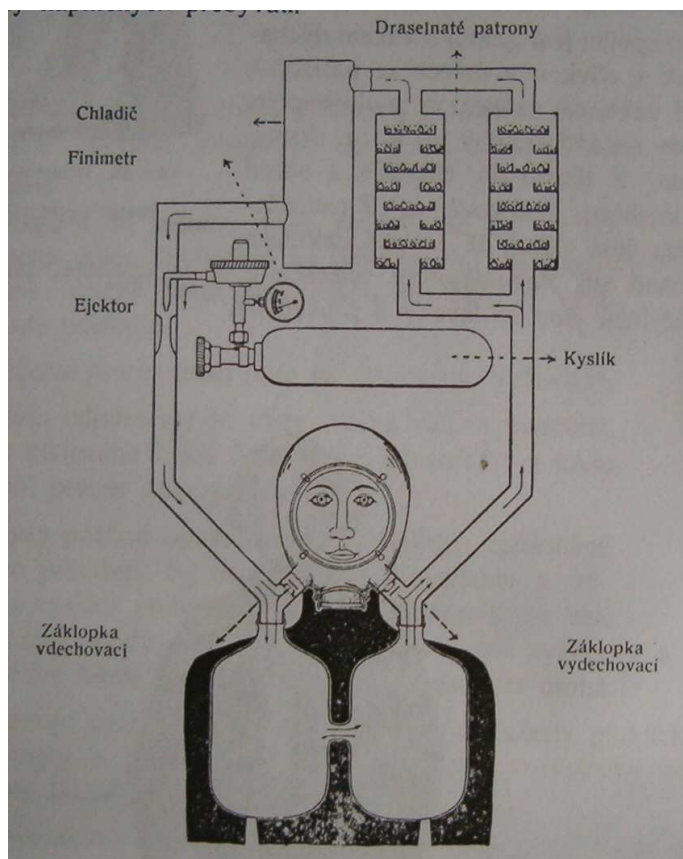 Draselnaté patrony
Chladič
Finimetr
Ejektor
Kyslík
Záklopka
vdechovací
Záklopka
vydechovací